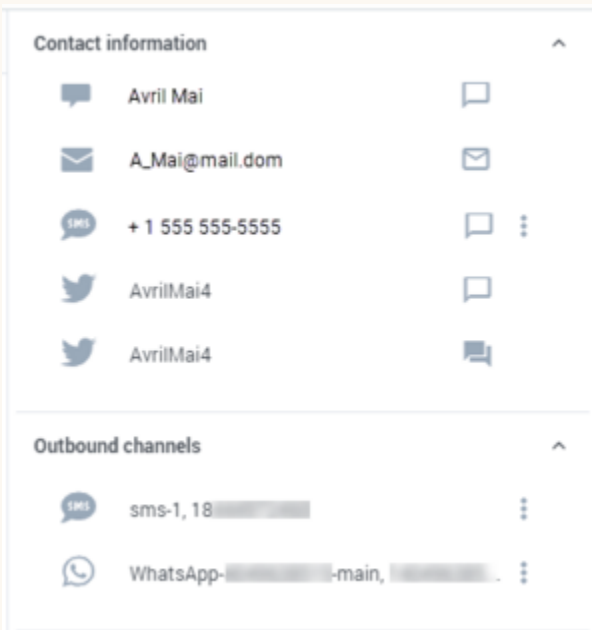 Contact information
Avril Mai
A_Mai@mail.dom
SMS + 1 555 555-5555
AvrilMai4
AvrilMai4
Outbound channels
SMS sms-1, 18
WhatsApp- -main, .